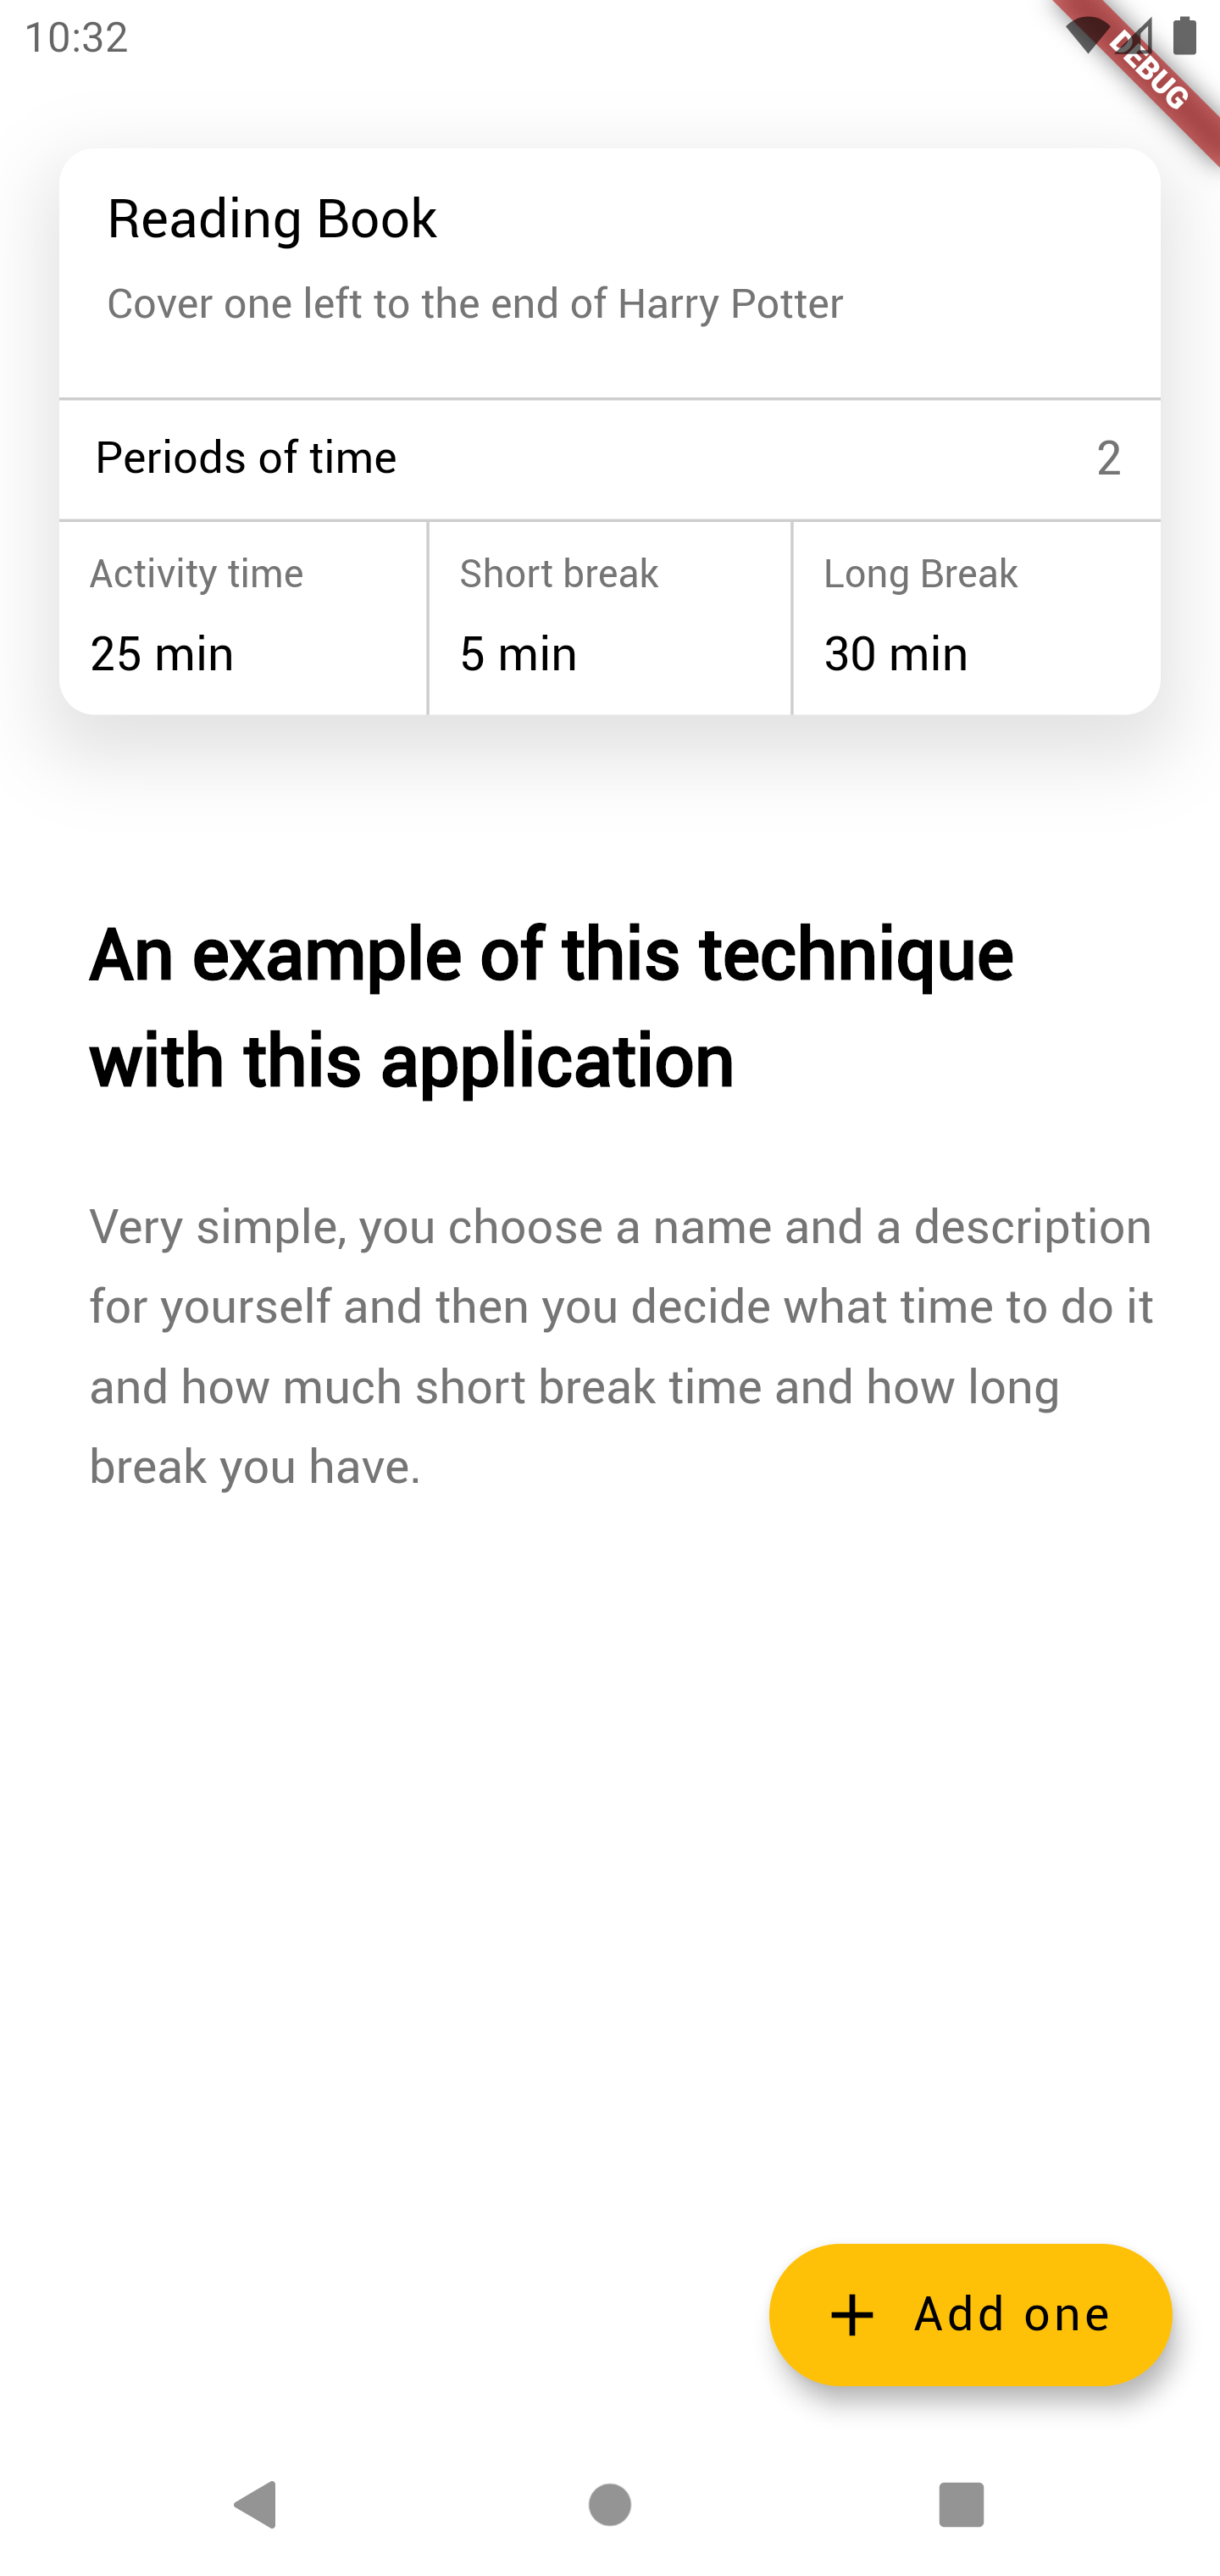 10:32
DEBUG
Reading Book
Cover one left to the end of Harry Potter
Periods of time 2
Activity time Short break Long Break
25 min 5 min 30 min
An example of this technique
with this application
Very simple, you choose a name and a description
for yourself and then you decide what time to do it
and how much short break time and how long
break you have.
+ Add one